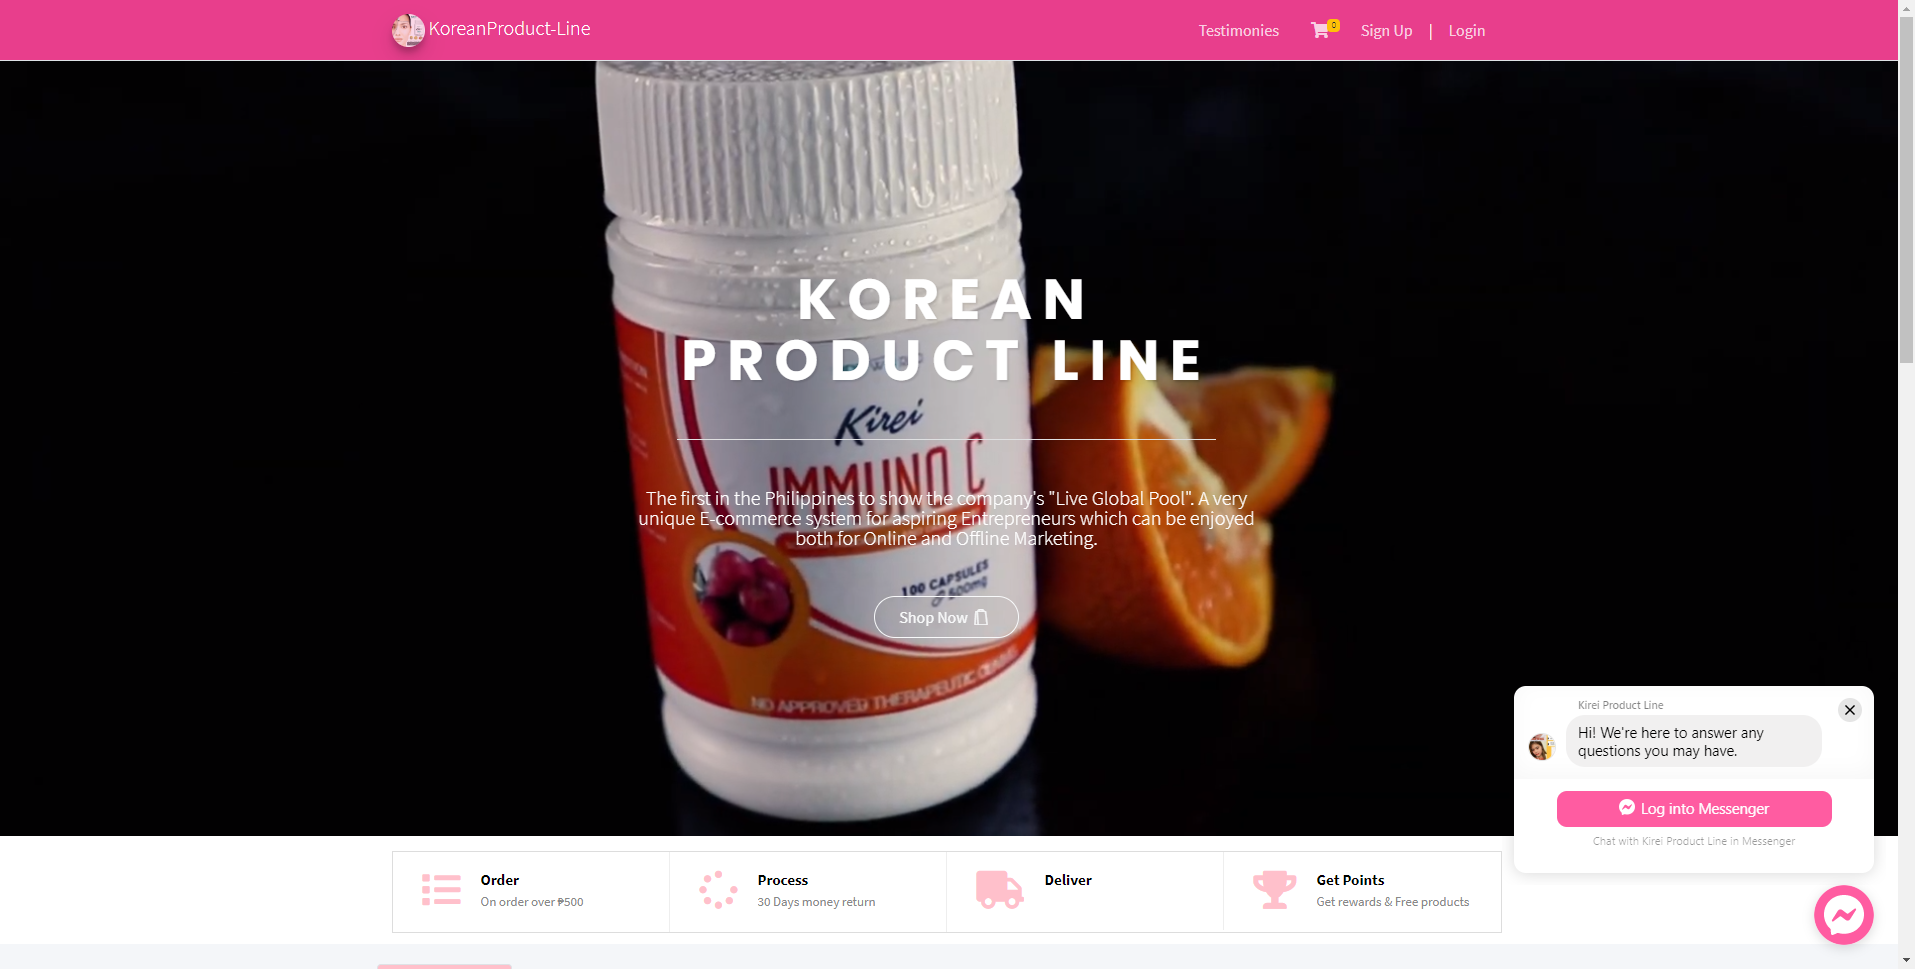 KoreanProduct-Line
Testimonies
0
Sign Up | Login
KOREAN
PRODUCT LINE
Kirei
IMMUNO C
The first in the Philippines to show the company's "Live Global Pool". A very
unique E-commerce system for aspiring Entrepreneurs which can be enjoyed
both for Online and Offline Marketing.
100 CAPSULES
500mg
Shop Now
NO APPROVED THERAPEUTIC CLAIMS
Kirei Product Line
Hi! We're here to answer any
questions you may have.
Log into Messenger
Chat with Kirei Product Line in Messenger
Order
On order over ₱500
Process
30 Days money return
Deliver
Get Points
Get rewards & Free products